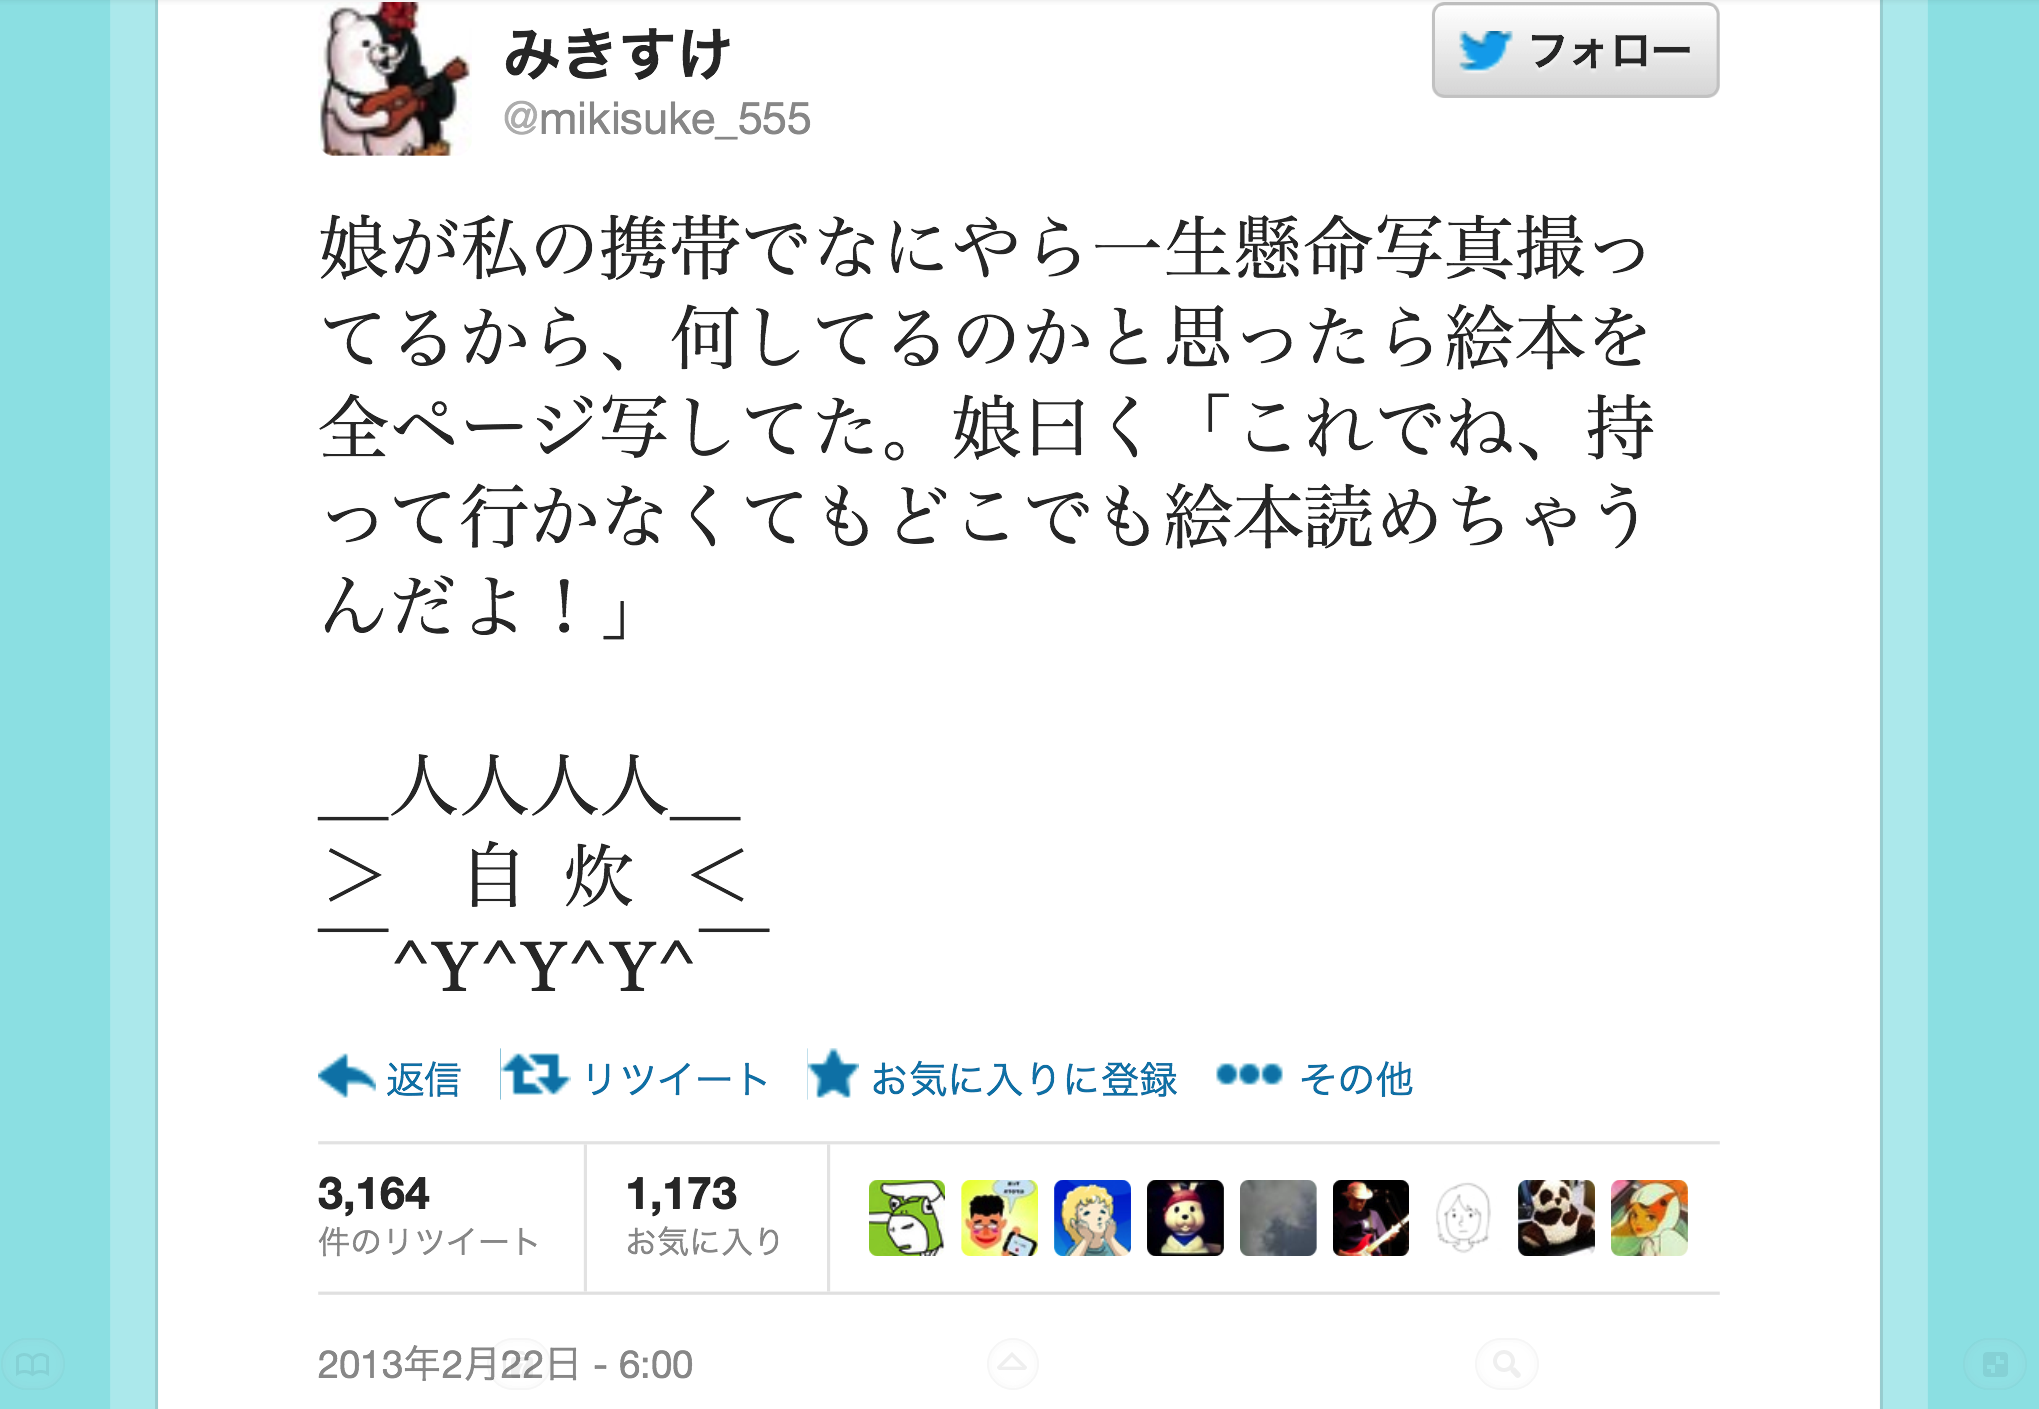 みきすけ
@mikisuke_555
フォロー
娘が私の携帯でなにやら一生懸命写真撮っ
てるから、何してるのかと思ったら絵本を
全ページ写してた。娘曰く「これでね、持
って行かなくてもどこでも絵本読めちゃう
んだよ！」
＿人人人人＿
＞　自 炊　＜
￣^Y^Y^Y^￣
返信 リツイート お気に入りに登録 その他
3,164
件のリツイート
1,173
お気に入り
2013年2月22日 - 6:00